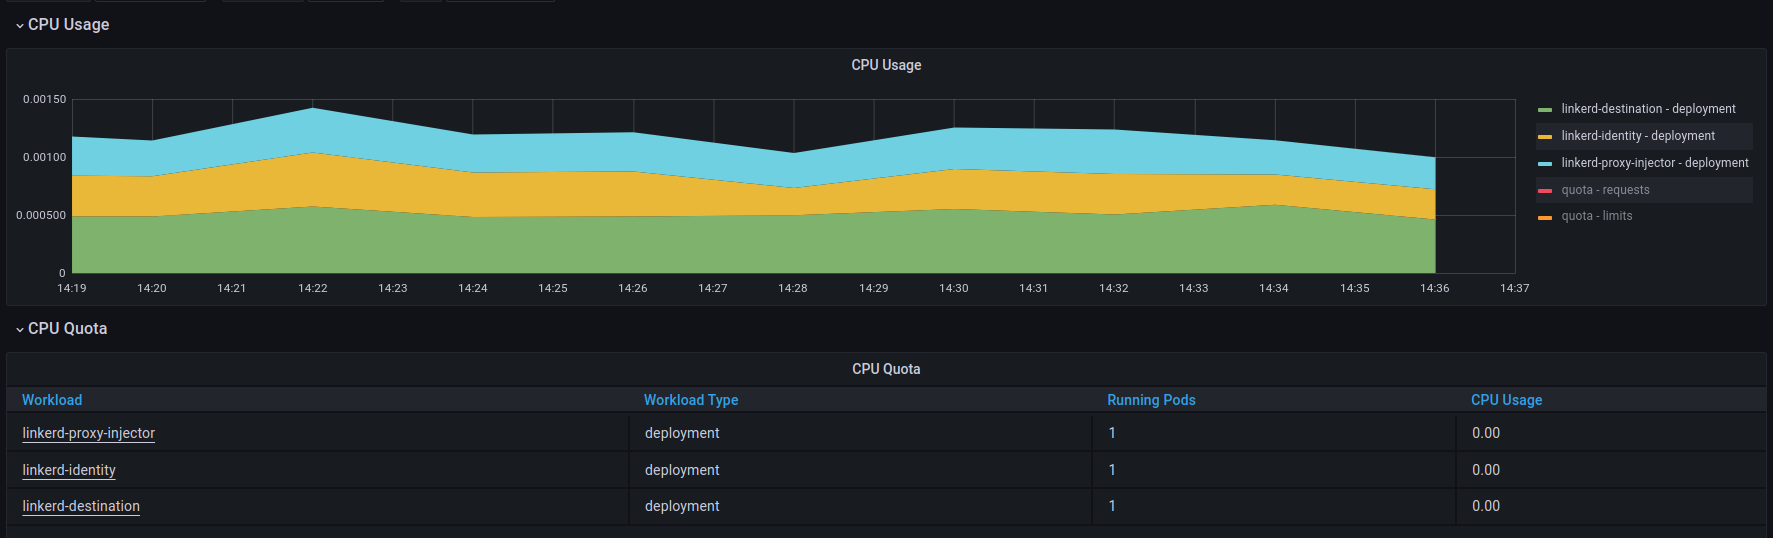 CPU Usage
CPU Usage
0.00150
0.00100
0.000500
0
14:19 14:20 14:21 14:22 14:23 14:24 14:25 14:26 14:27 14:28 14:29 14:30 14:31 14:32 14:33 14:34 14:35 14:36 14:37
linkerd-destination - deployment
linkerd-identity - deployment
linkerd-proxy-injector - deployment
quota - requests
quota - limits
CPU Quota
CPU Quota
Workload Workload Type Running Pods CPU Usage
linkerd-proxy-injector deployment 1 0.00
linkerd-identity deployment 1 0.00
linkerd-destination deployment 1 0.00